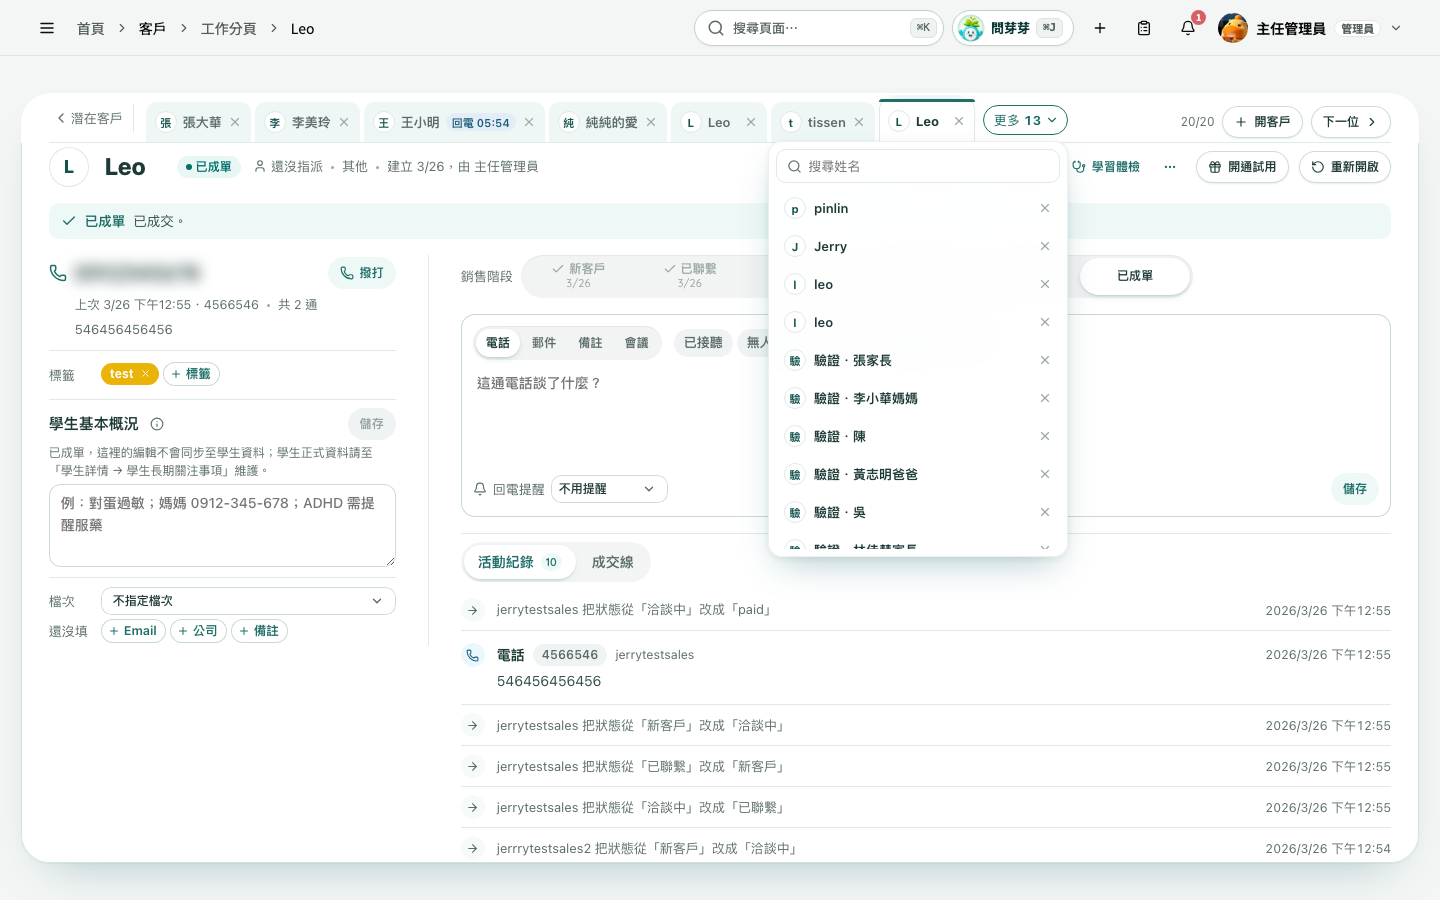 首頁 > 客戶 > 工作分頁 > Leo
搜尋頁面… ⌘K
問芽芽 ⌘J
1
主任管理員 管理員
潛在客戶
張 張大華
李 李美玲
王 王小明 回電 05:54
純 純純的愛
L Leo
t tissen
L Leo
更多 13
20/20
開客戶
下一位
L Leo
已成單
還沒指派 • 其他 • 建立 3/26，由 主任管理員
學習體檢
開通試用
重新開啟
已成單 已成交。
撥打
上次 3/26 下午12:55 · 4566546 • 共 2 通
546456456456
標籤
test
+ 標籤
學生基本概況
儲存
已成單，這裡的編輯不會同步至學生資料；學生正式資料請至
「學生詳情 → 學生長期關注事項」維護。
例：對蛋過敏；媽媽 0912-345-678；ADHD 需提
醒服藥
檔次 不指定檔次
還沒填
+ Email
+ 公司
+ 備註
銷售階段
新客戶
3/26
已聯繫
3/26
已成單
電話
郵件
備註
會議
已接聽
無人
這通電話談了什麼？
回電提醒 不用提醒
儲存
搜尋姓名
p pinlin
J Jerry
l leo
l leo
驗 驗證 · 張家長
驗 驗證 · 李小華媽媽
驗 驗證 · 陳
驗 驗證 · 黃志明爸爸
驗 驗證 · 吳
活動紀錄 10
成交線
jerrytestsales 把狀態從「洽談中」改成「paid」 2026/3/26 下午12:55
電話 4566546 jerrytestsales 2026/3/26 下午12:55
546456456456
jerrytestsales 把狀態從「新客戶」改成「洽談中」 2026/3/26 下午12:55
jerrytestsales 把狀態從「已聯繫」改成「新客戶」 2026/3/26 下午12:55
jerrytestsales 把狀態從「洽談中」改成「已聯繫」 2026/3/26 下午12:55
jerrrytestsales2 把狀態從「新客戶」改成「洽談中」 2026/3/26 下午12:54